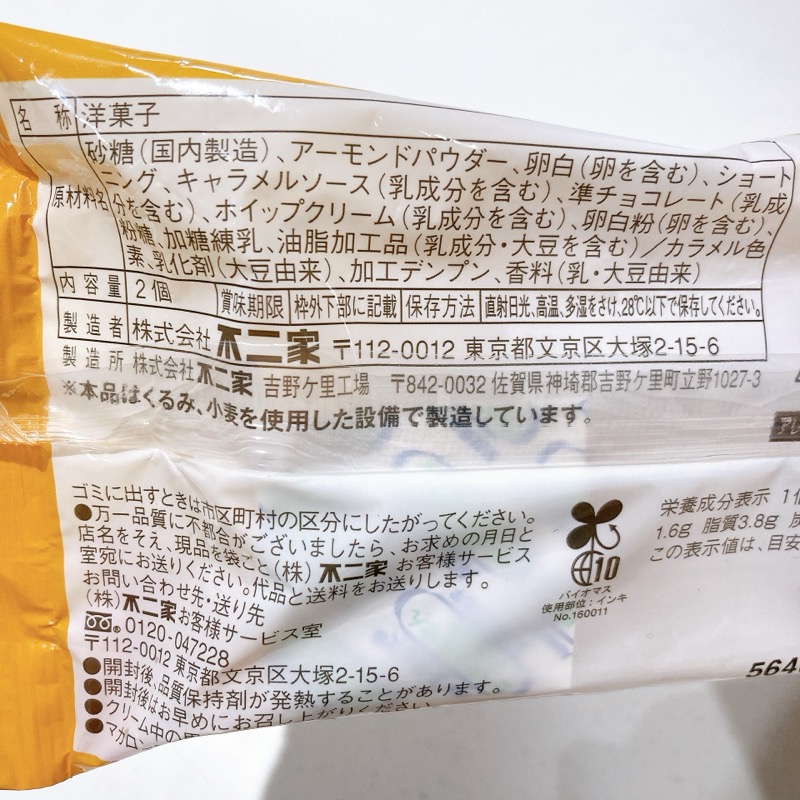 名 称 洋菓子
原材料名 砂糖(国内製造)、アーモンドパウダー、卵白(卵を含む)、ショート
ニング、キャラメルソース(乳成分を含む)、準チョコレート(乳成
分を含む)、ホイップクリーム(乳成分を含む)、卵白粉(卵を含む)、
粉糖、加糖練乳、油脂加工品(乳成分・大豆を含む)/カラメル色
素、乳化剤(大豆由来)、加工デンプン、香料(乳・大豆由来)
内容量 2個 賞味期限 枠外下部に記載 保存方法 直射日光、高温、多湿をさけ、28℃以下で保存してください。
製造者 株式会社 不二家 〒112-0012 東京都文京区大塚2-15-6
製造所 株式会社不二家 吉野ケ里工場 〒842-0032 佐賀県神埼郡吉野ケ里町立野1027-3
※本品はくるみ、小麦を使用した設備で製造しています。
ゴミに出すときは市区町村の区分にしたがってください。
●万一品質に不都合がございましたら、お求めの月日と
店名をそえ、現品を袋ごと(株)不二家 お客様サービス
室宛にお送りください。代品と送料をお送りします。
お問い合わせ先・送り先
(株)不二家お客様サービス室
0120-047228
〒112-0012 東京都文京区大塚2-15-6
●開封後、品質保持剤が発熱することがあります。
●開封後はお早めにお召し上がりください
●クリーム中の
●マカロン
10
バイオマス
使用部位:インキ
No.160011
栄養成分表示 1
1.6g 脂質3.8g 炭
この表示値は、目安
564